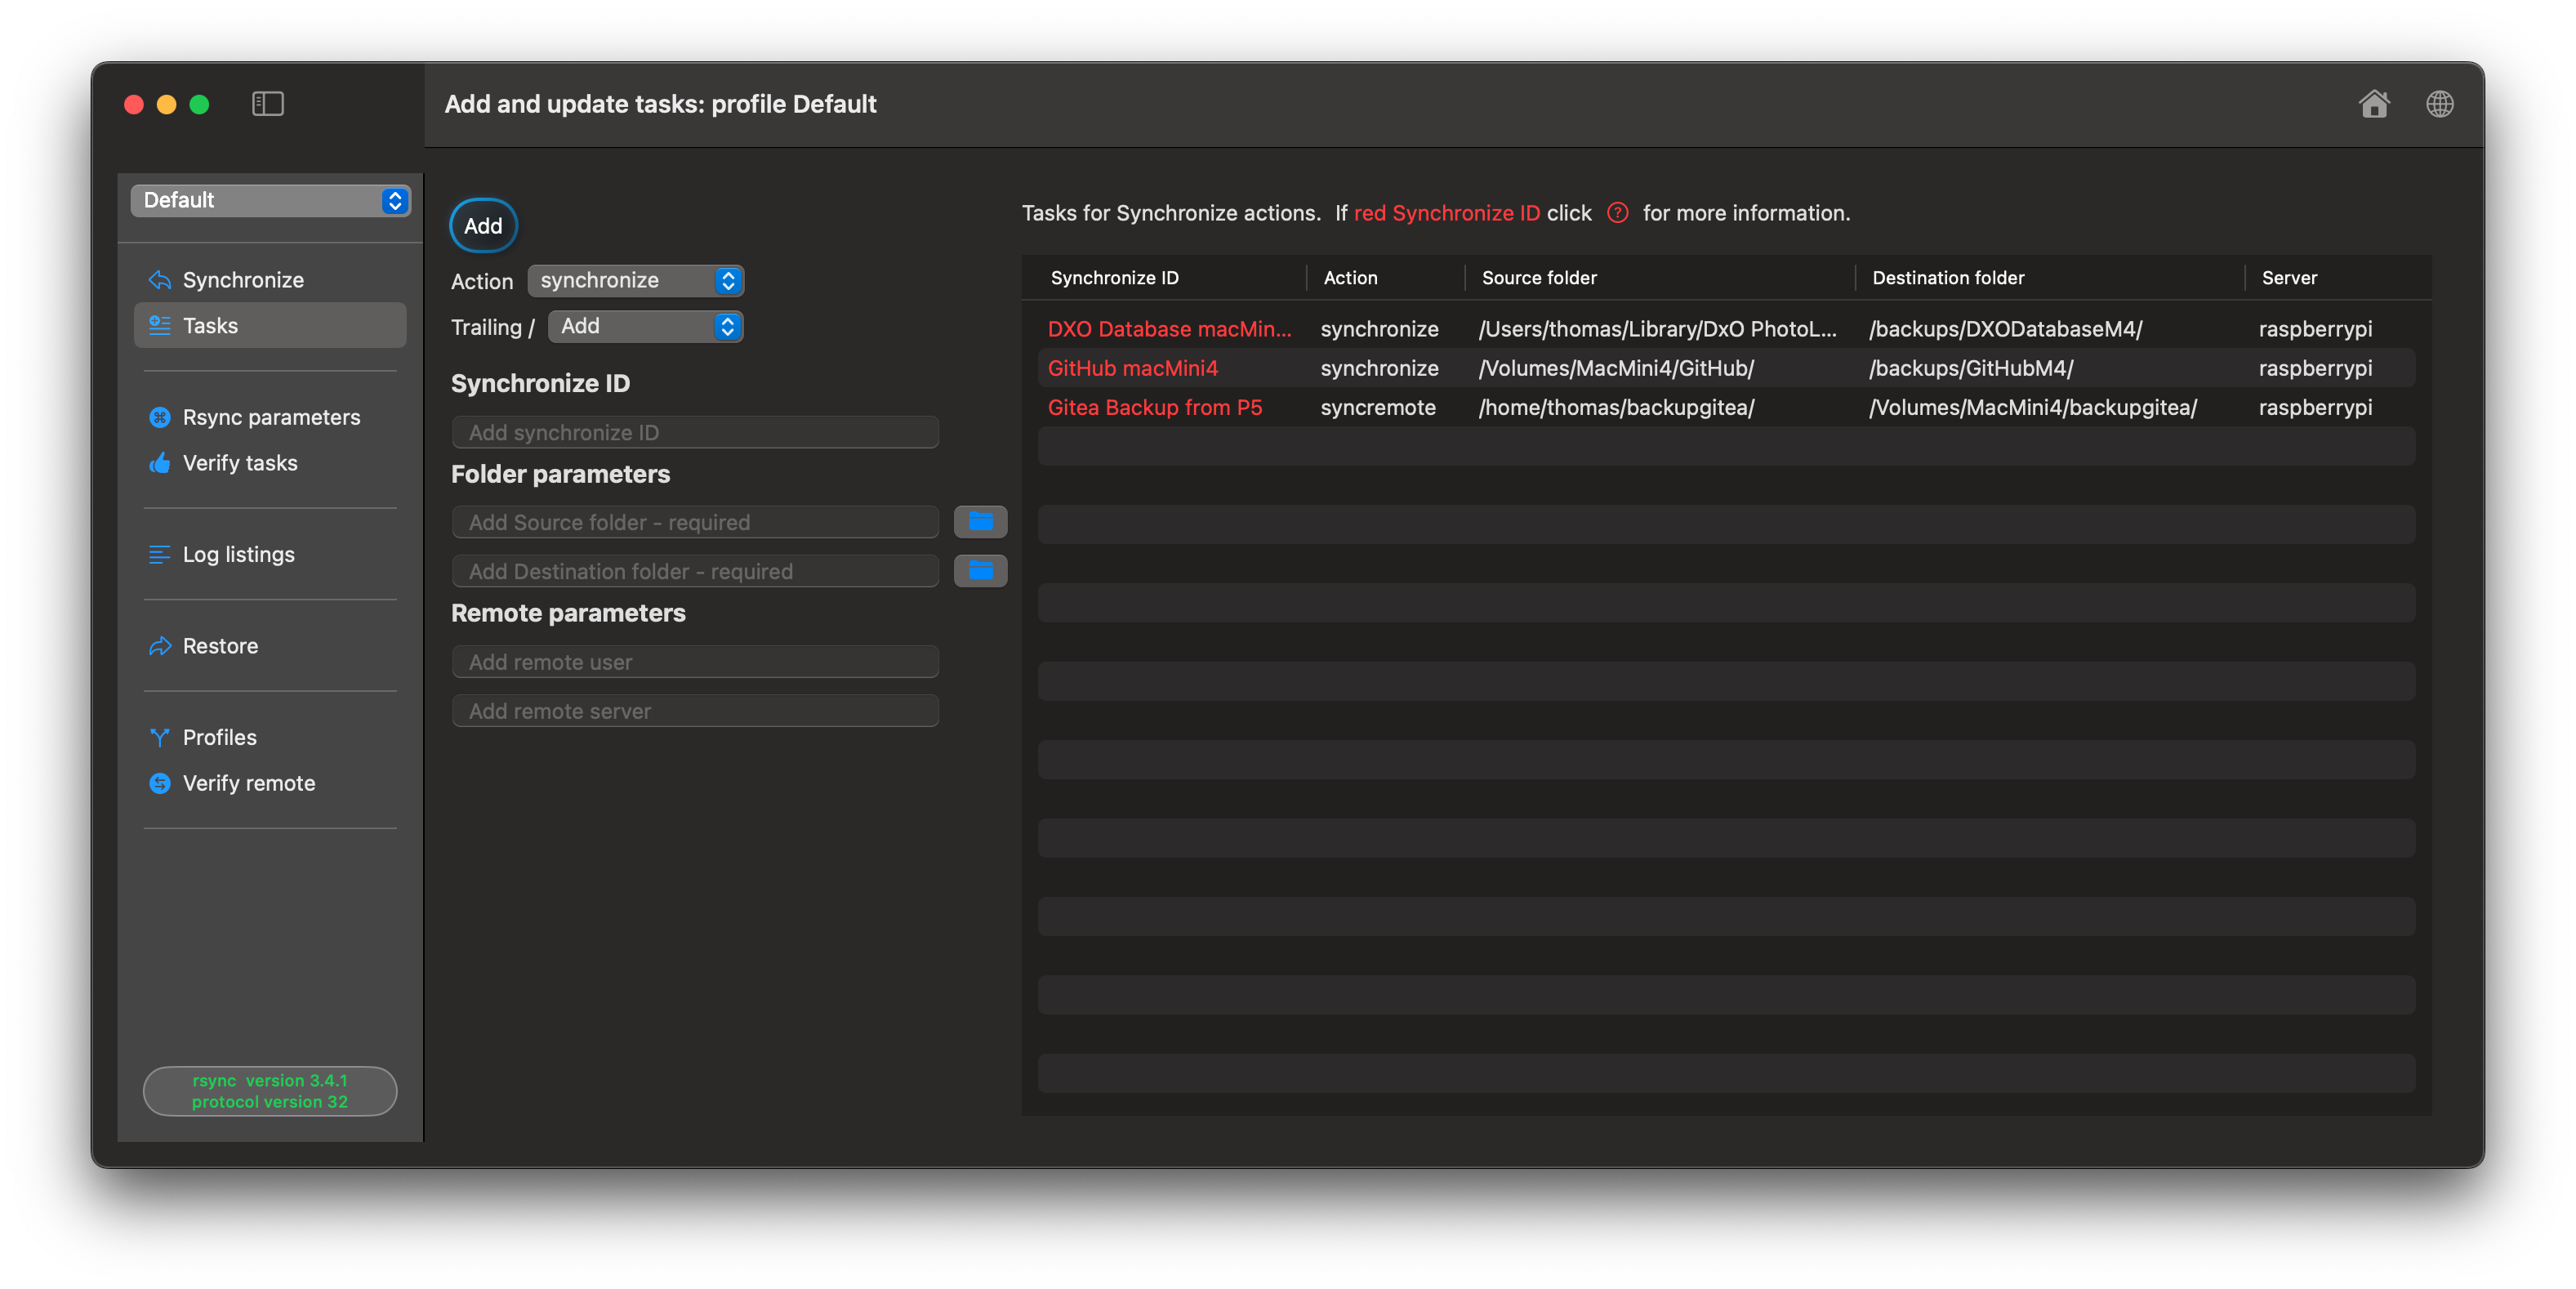 Add and update tasks: profile Default
Default
Synchronize
Tasks
Rsync parameters
Verify tasks
Log listings
Restore
Profiles
Verify remote
rsync  version 3.4.1
protocol version 32
Add
Action synchronize
Trailing / Add
Synchronize ID
Add synchronize ID
Folder parameters
Add Source folder - required
Add Destination folder - required
Remote parameters
Add remote user
Add remote server
Tasks for Synchronize actions.  If red Synchronize ID click ? for more information.
Synchronize ID Action Source folder Destination folder Server
DXO Database macMin... synchronize /Users/thomas/Library/DxO PhotoL... /backups/DXODatabaseM4/ raspberrypi
GitHub macMini4 synchronize /Volumes/MacMini4/GitHub/ /backups/GitHubM4/ raspberrypi
Gitea Backup from P5 syncremote /home/thomas/backupgitea/ /Volumes/MacMini4/backupgitea/ raspberrypi